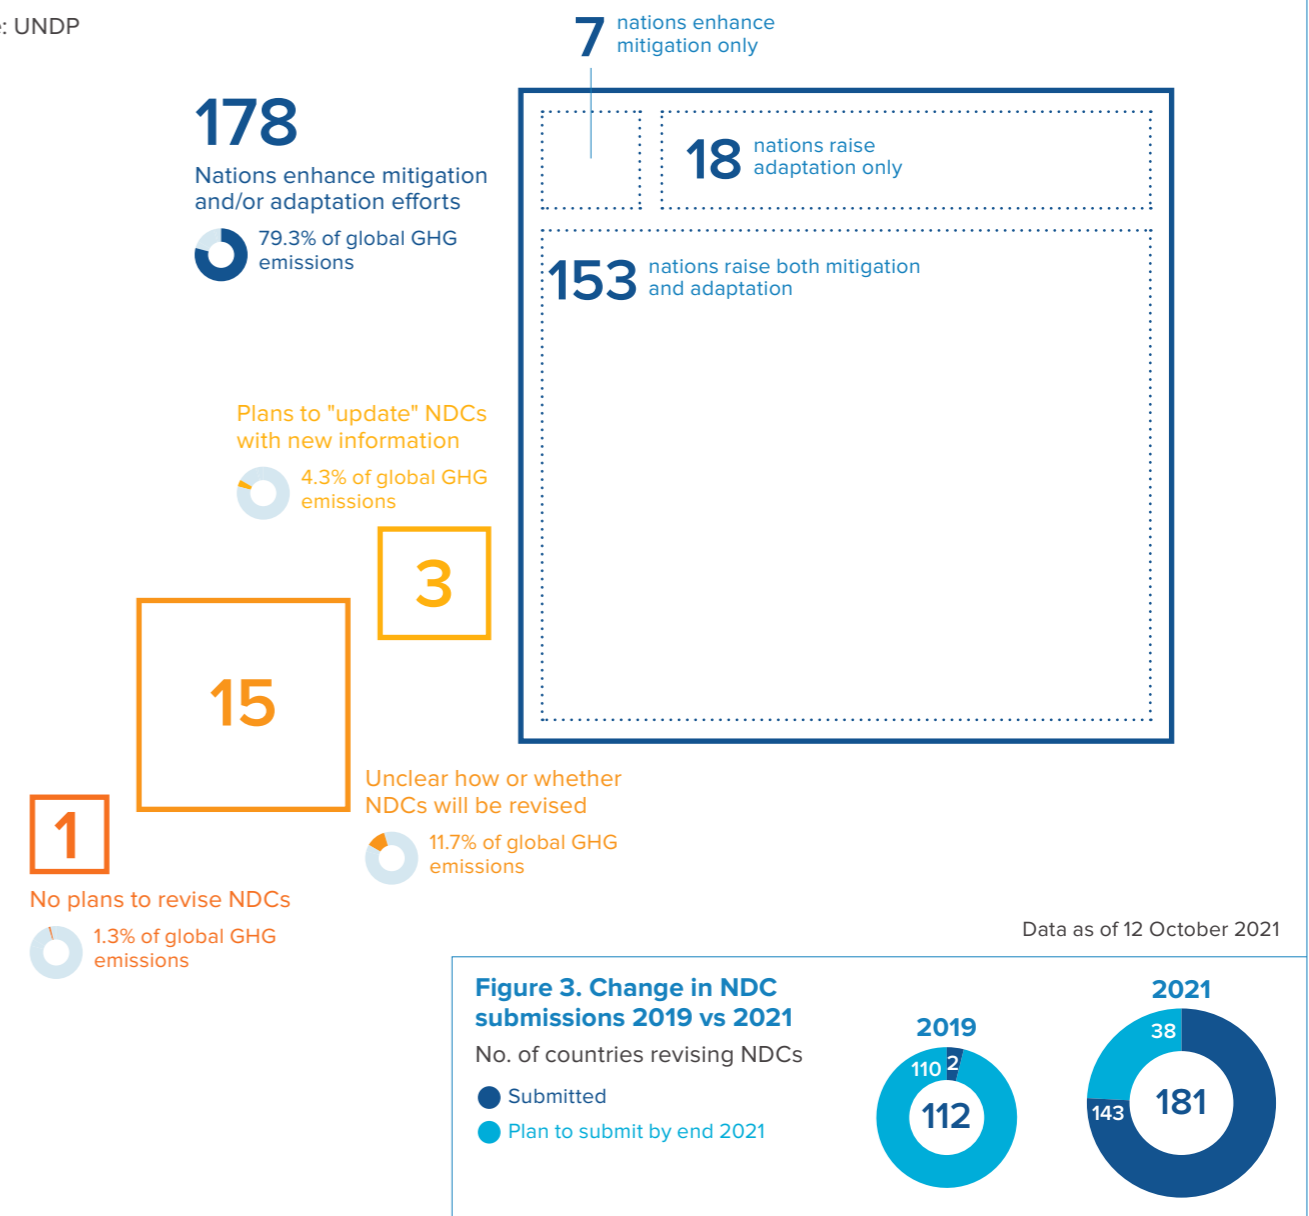 : UNDP
7
nations enhance
mitigation only
178
Nations enhance mitigation
and/or adaptation efforts
79.3% of global GHG
emissions
18
nations raise
adaptation only
153
nations raise both mitigation
and adaptation
Plans to "update" NDCs
with new information
4.3% of global GHG
emissions
3
15
Unclear how or whether
NDCs will be revised
11.7% of global GHG
emissions
1
No plans to revise NDCs
1.3% of global GHG
emissions
Data as of 12 October 2021
Figure 3. Change in NDC
submissions 2019 vs 2021
No. of countries revising NDCs
Submitted
Plan to submit by end 2021
2019
110
2
112
2021
38
143
181